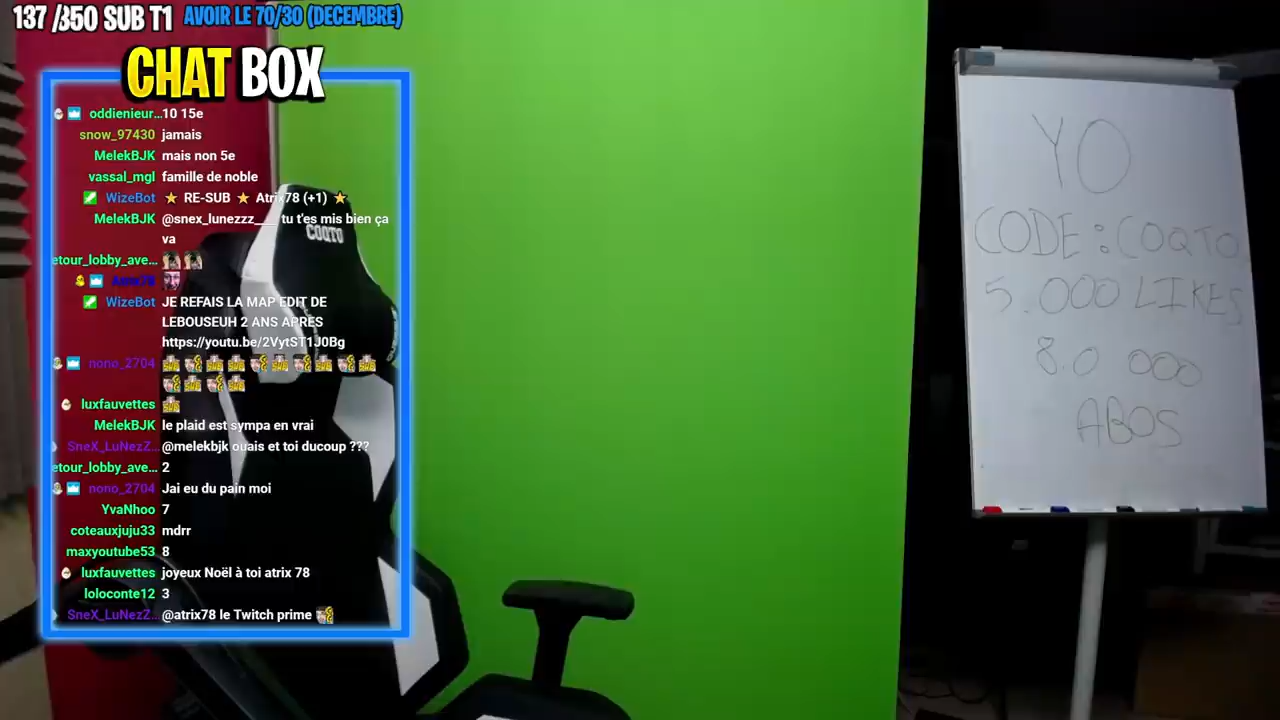 137 /350 SUB T1
AVOIR LE 70/30 (DECEMBRE)
CHAT BOX
oddienieur... 10 15e
snow_97430 jamais
MelekBJK mais non 5e
vassal_mgl famille de noble
WizeBot ★ RE-SUB ★ Atrix78 (+1) ★
MelekBJK @snex_lunezzz___ tu t'es mis bien ça
va
etour_lobby_ave...
Atrix78
WizeBot JE REFAIS LA MAP EDIT DE
LEBOUSEUH 2 ANS APRES
https://youtu.be/2VytST1J0Bg
nono_2704
luxfauvettes
MelekBJK le plaid est sympa en vrai
SneX_LuNezZ... @melekbjk ouais et toi ducoup ???
etour_lobby_ave... 2
nono_2704 Jai eu du pain moi
YvaNhoo 7
coteauxjuju33 mdrr
maxyoutube53 8
luxfauvettes joyeux Noël à toi atrix 78
loloconte12 3
SneX_LuNezZ... @atrix78 le Twitch prime
COQTO
YO
CODE : COQTO
5.000 LIKES
80 000
ABOS